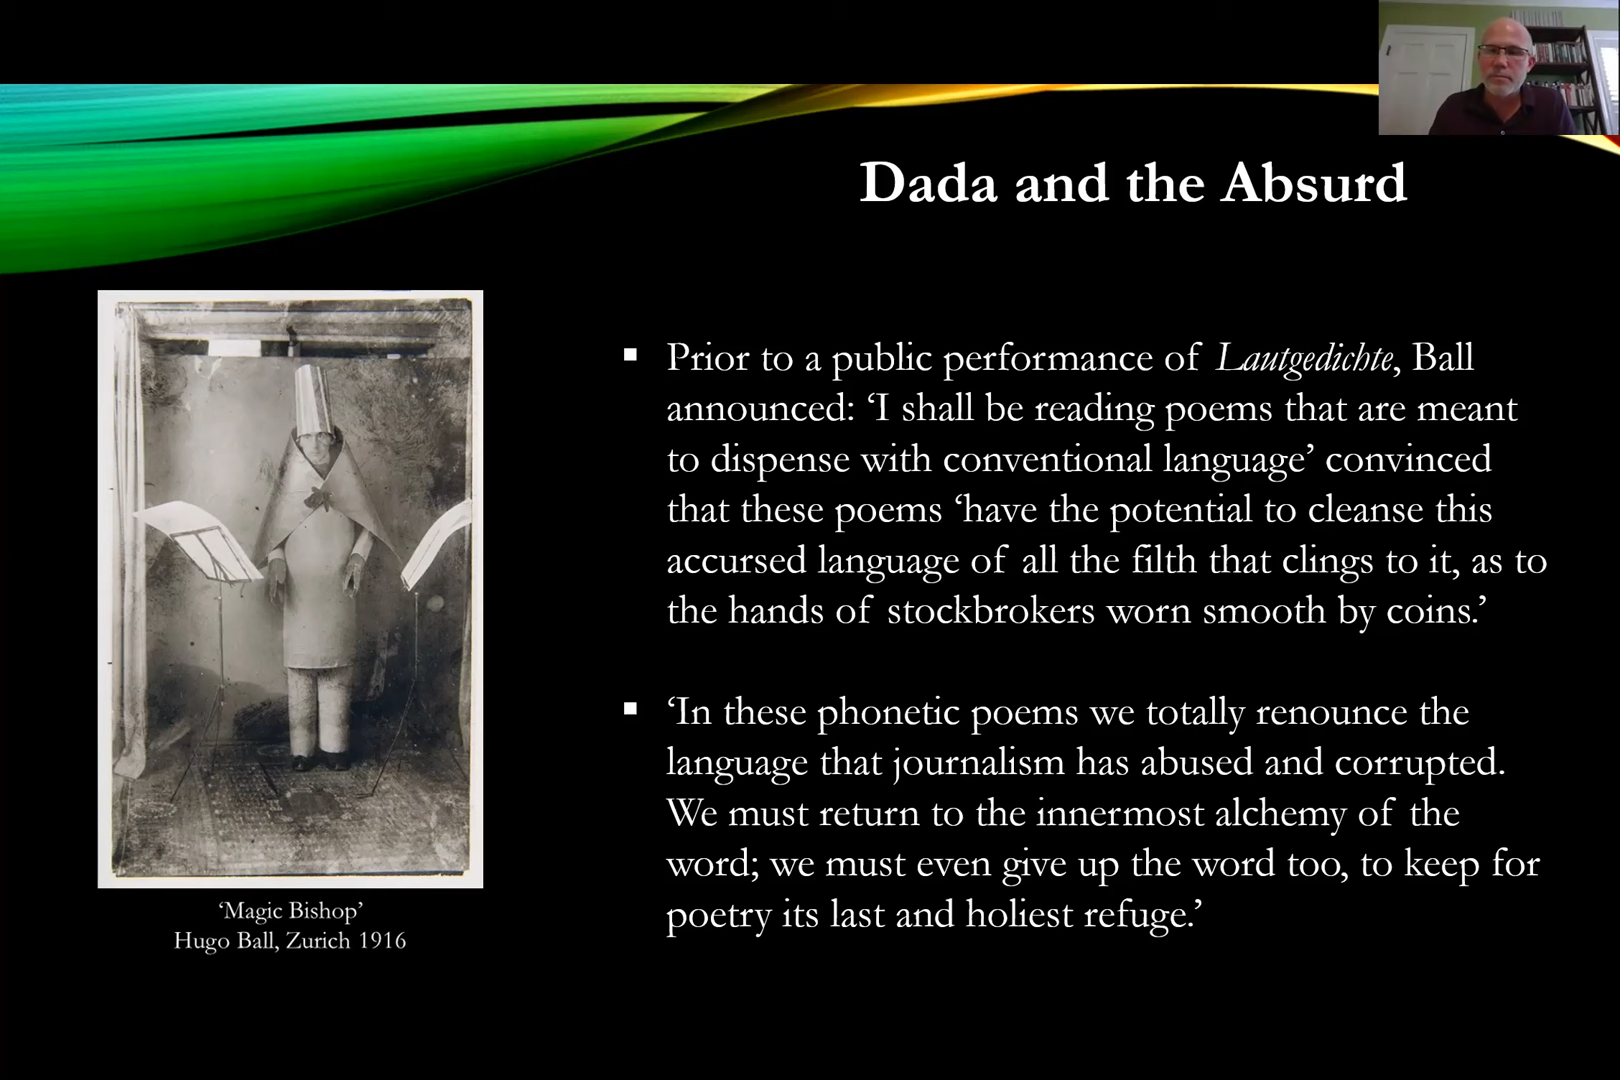 Dada and the Absurd
▪ Prior to a public performance of Lautgedichte, Ball
announced: ‘I shall be reading poems that are meant
to dispense with conventional language’ convinced
that these poems ‘have the potential to cleanse this
accursed language of all the filth that clings to it, as to
the hands of stockbrokers worn smooth by coins.’
▪ ‘In these phonetic poems we totally renounce the
language that journalism has abused and corrupted.
We must return to the innermost alchemy of the
word; we must even give up the word too, to keep for
poetry its last and holiest refuge.’
‘Magic Bishop’
Hugo Ball, Zurich 1916